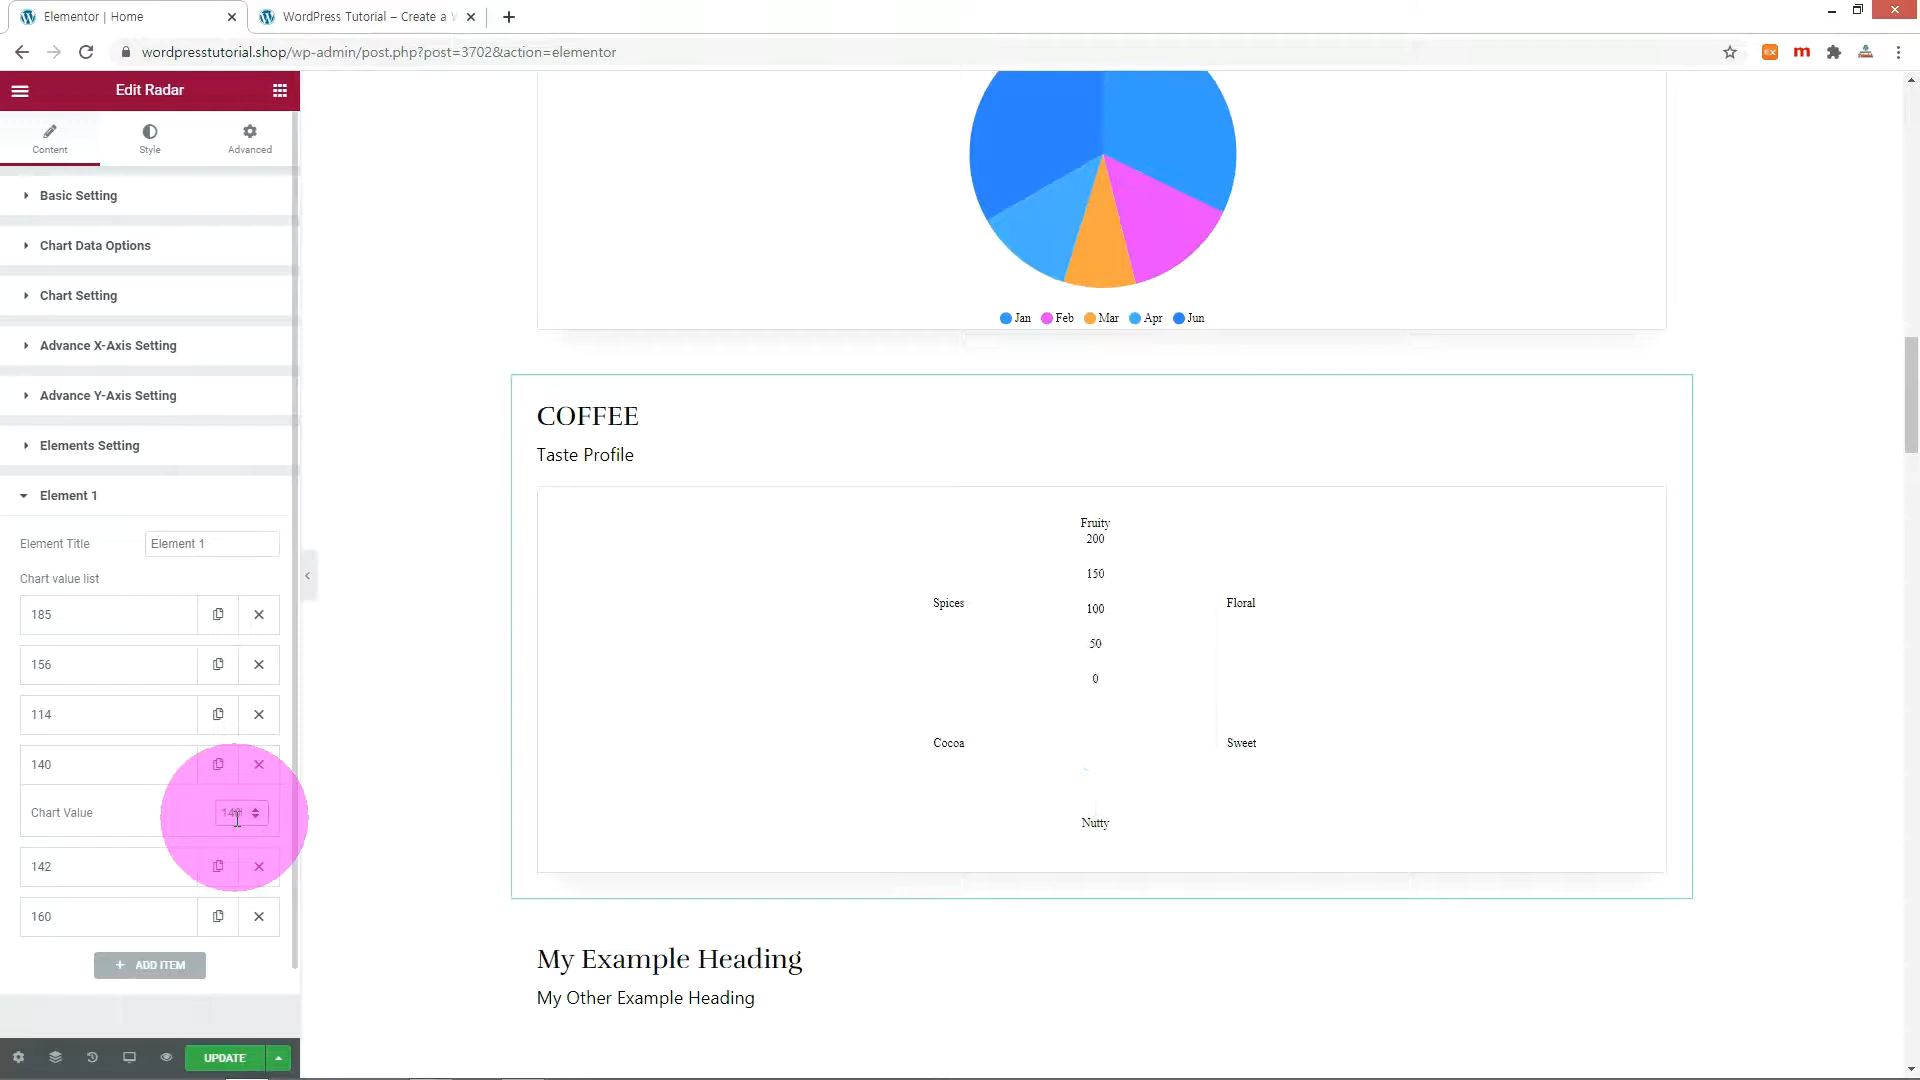 Elementor | Home
WordPress Tutorial – Create a W
wordpresstutorial.shop/wp-admin/post.php?post=3702&action=elementor
EX
m
Edit Radar
Content
Style
Advanced
Basic Setting
Chart Data Options
Chart Setting
Advance X-Axis Setting
Advance Y-Axis Setting
Elements Setting
Element 1
Element Title
Element 1
Chart value list
185
156
114
140
Chart Value
140
142
160
ADD ITEM
UPDATE
Jan Feb Mar Apr Jun
COFFEE
Taste Profile
Fruity
200
150
100
50
0
Spices
Floral
Cocoa
Sweet
Nutty
My Example Heading
My Other Example Heading